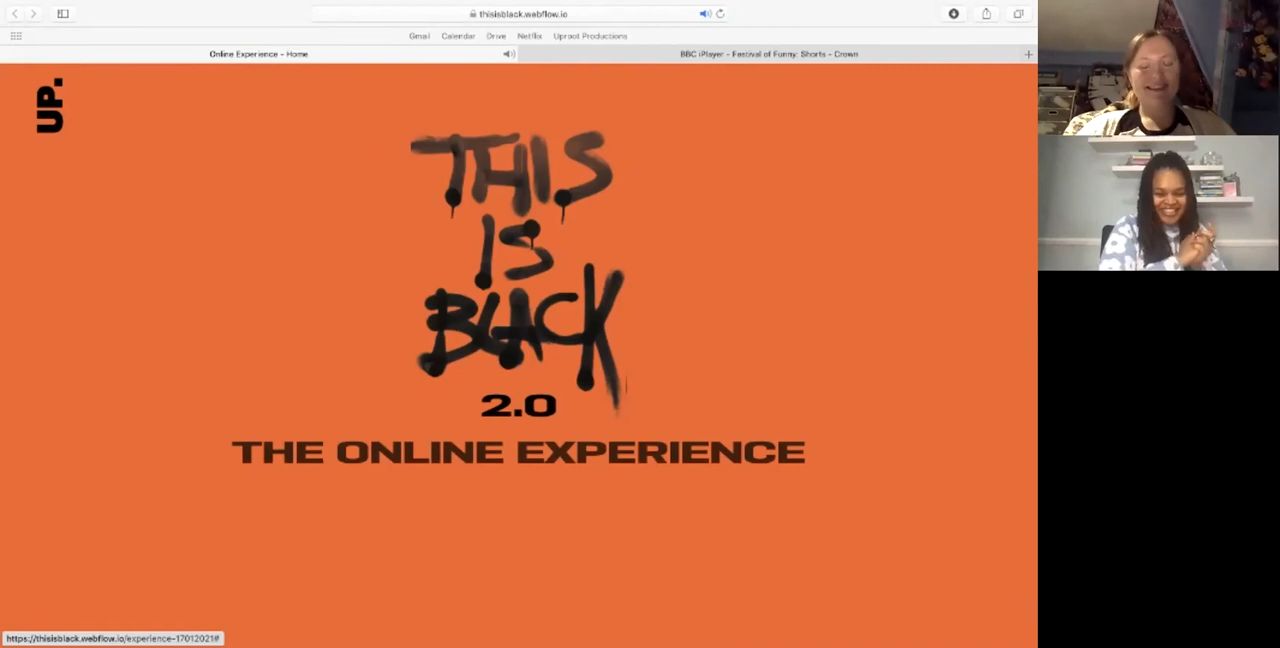 thisisblack.webflow.io
Gmail Calendar Drive Netflix Uproot Productions
Online Experience - Home
BBC iPlayer - Festival of Funny: Shorts - Crown
UP.
THIS
IS
BLACK
2.0
THE ONLINE EXPERIENCE
https://thisisblack.webflow.io/experience-17012021#